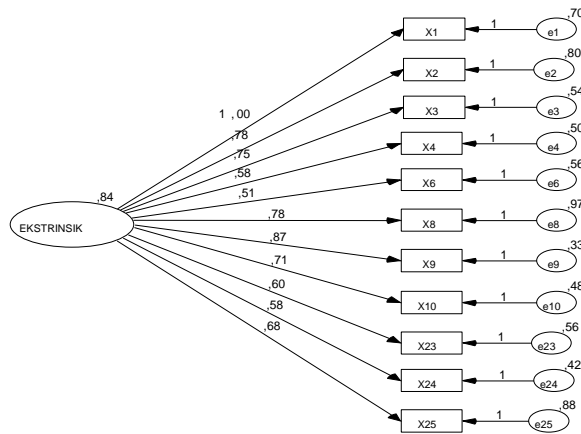 ,70
X1 1 e1
,80
X2 1 e2
,54
X3 1 e3
,50
X4 1 e4
,56
X6 1 e6
,97
X8 1 e8
,33
X9 1 e9
,48
X10 1 e10
,56
X23 1 e23
,42
X24 1 e24
,88
X25 1 e25
1 ,00
,78
,75
,58
,51
,78
,87
,71
,60
,58
,68
,84
EKSTRINSIK